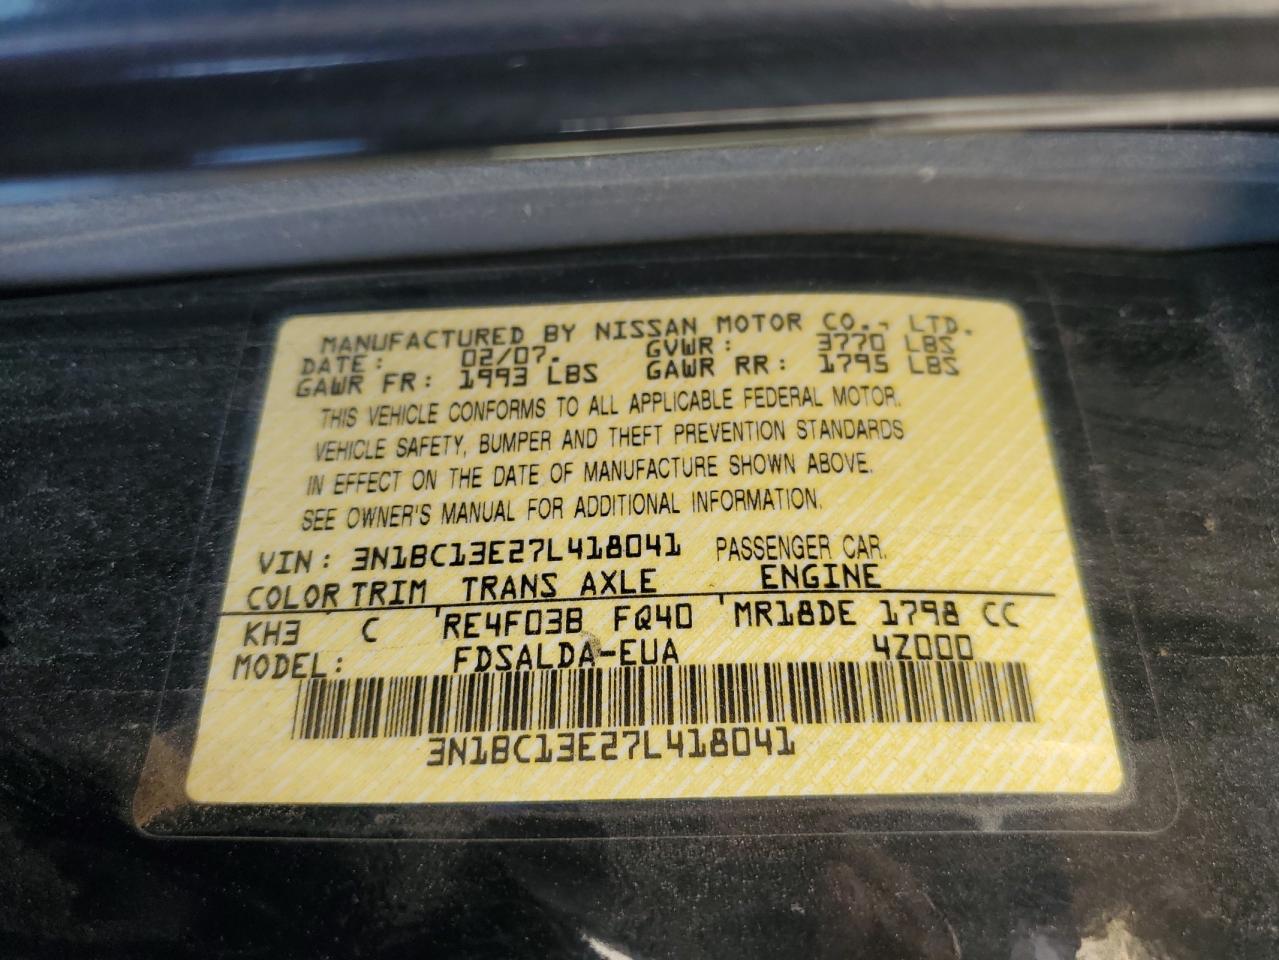 MANUFACTURED BY NISSAN MOTOR CO., LTD.
DATE: 02/07. GVWR: 3770 LBS
GAWR FR: 1993 LBS GAWR RR: 1795 LBS
THIS VEHICLE CONFORMS TO ALL APPLICABLE FEDERAL MOTOR
VEHICLE SAFETY, BUMPER AND THEFT PREVENTION STANDARDS
IN EFFECT ON THE DATE OF MANUFACTURE SHOWN ABOVE.
SEE OWNER'S MANUAL FOR ADDITIONAL INFORMATION.
VIN: 3N1BC13E27L418041 PASSENGER CAR
COLOR TRIM TRANS AXLE ENGINE
KH3 C RE4F03B FQ40 MR18DE 1798 CC
MODEL: FDSALDA-EUA 4Z000
3N1BC13E27L418041